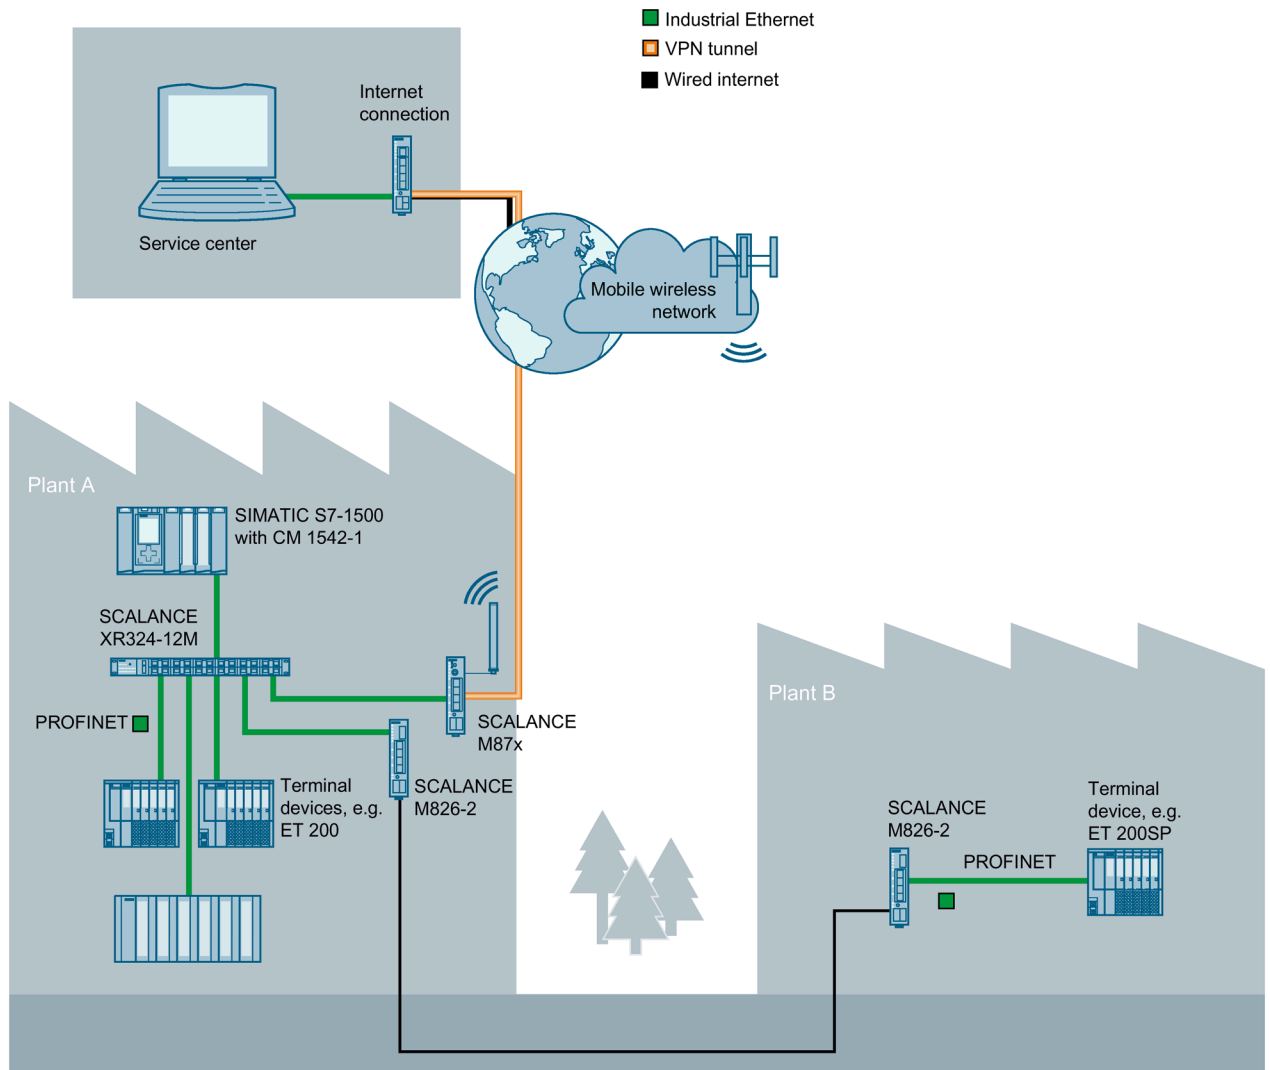 Industrial Ethernet
VPN tunnel
Wired internet
Internet
connection
Service center
Mobile wireless
network
Plant A
SIMATIC S7-1500
with CM 1542-1
SCALANCE
XR324-12M
PROFINET
SCALANCE
M87x
SCALANCE
M826-2
Terminal
devices, e.g.
ET 200
Plant B
SCALANCE
M826-2
PROFINET
Terminal
device, e.g.
ET 200SP